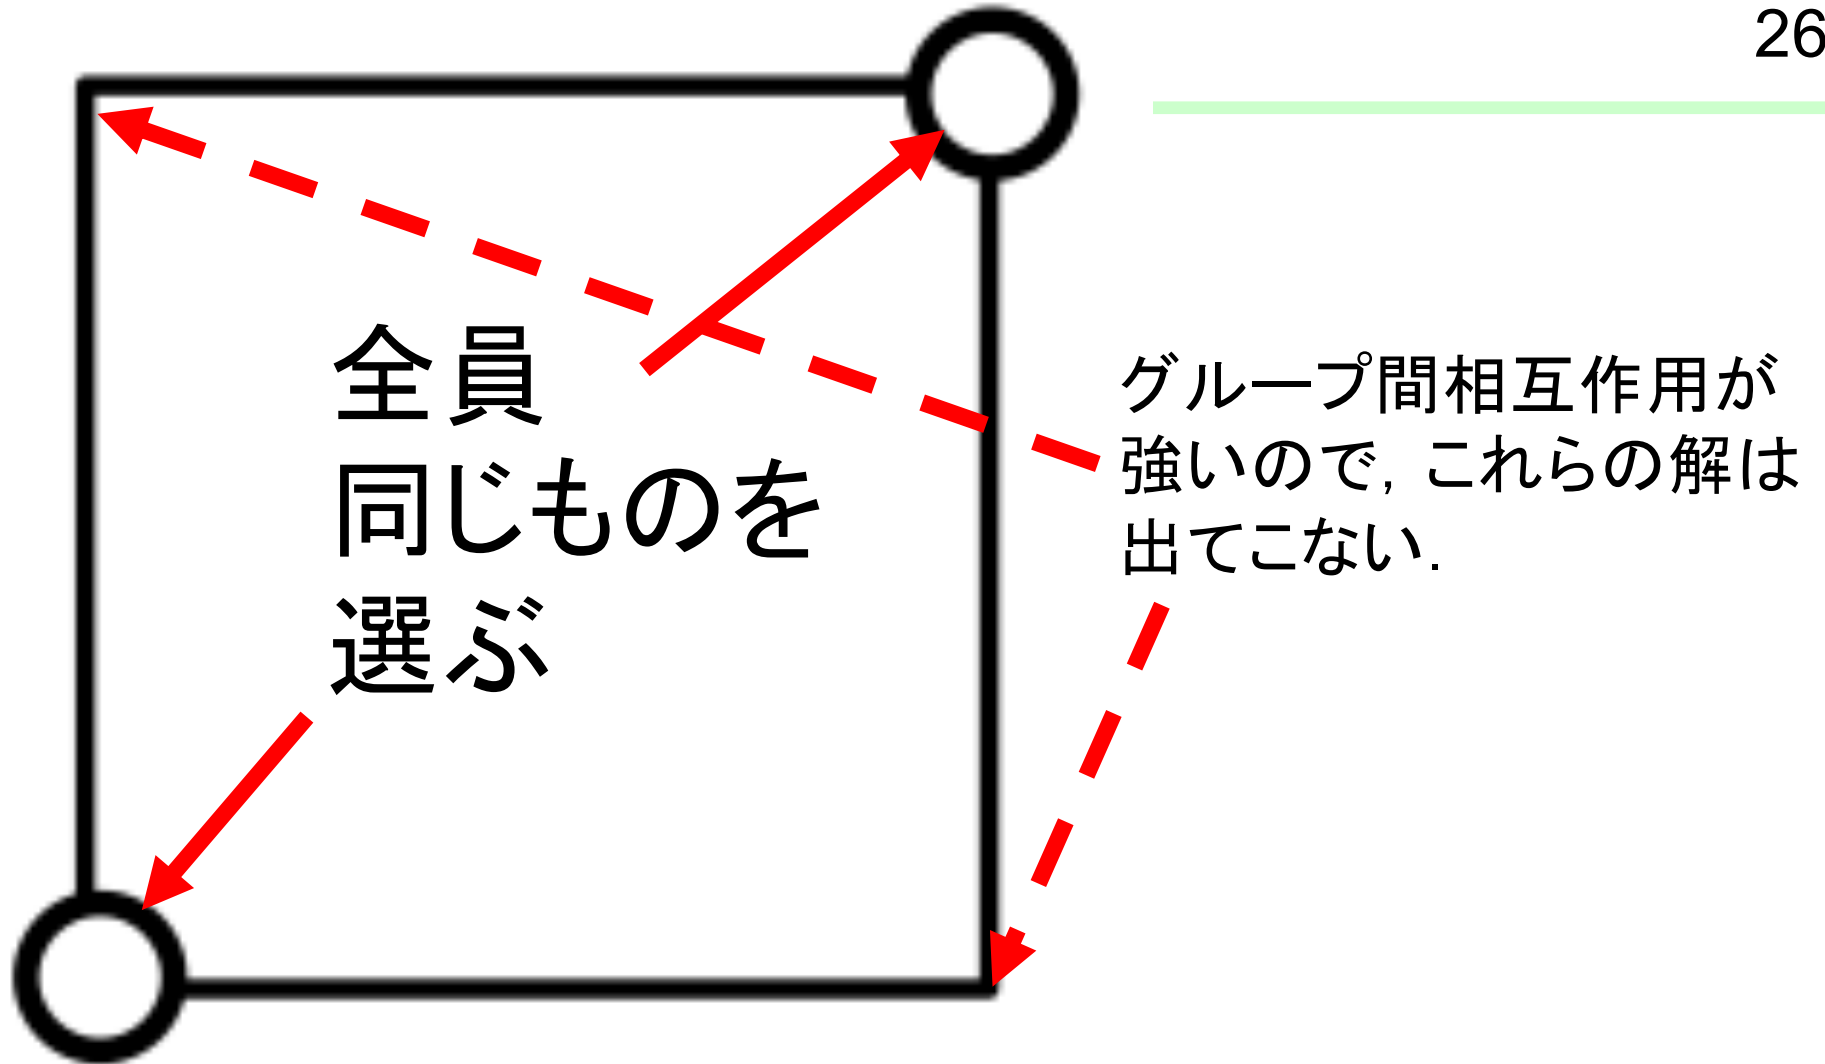 26
全員
同じものを
選ぶ
グループ間相互作用が
強いので，これらの解は
出てこない．